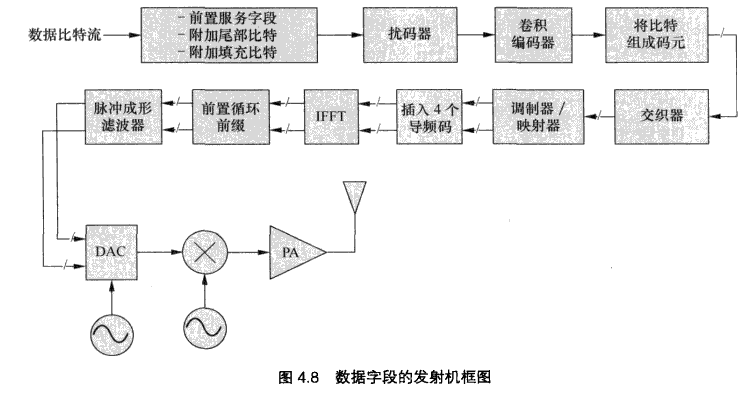 数据比特流
- 前置服务字段
- 附加尾部比特
- 附加填充比特
扰码器
卷积
编码器
将比特
组成码元
脉冲成形
滤波器
前置循环
前缀
IFFT
插入 4 个
导频码
调制器 /
映射器
交织器
DAC
PA
图 4.8 数据字段的发射机框图